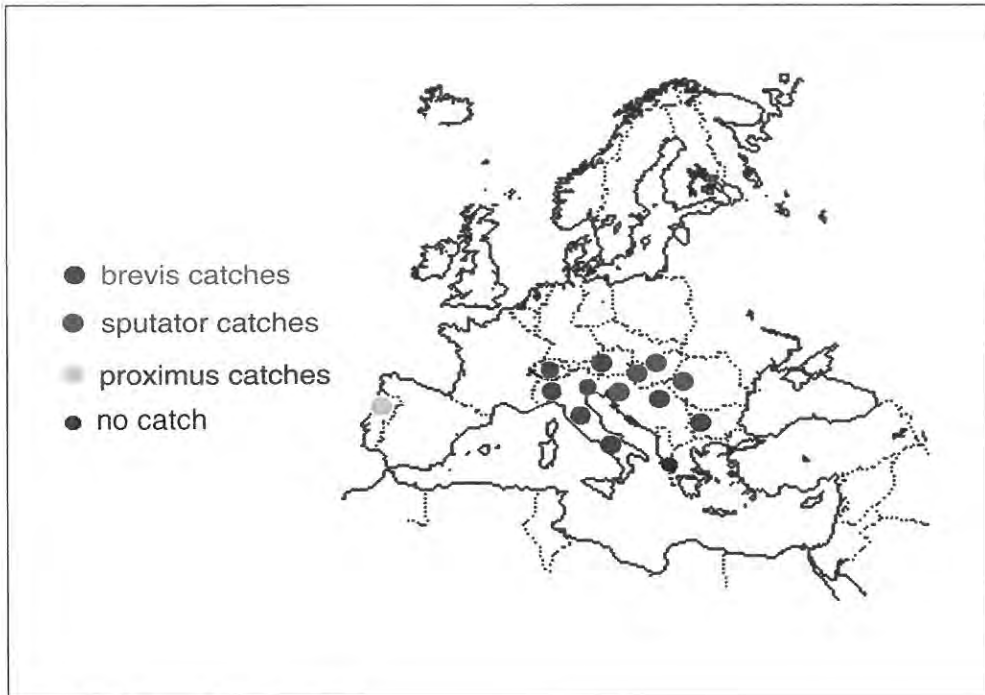 brevis catches
sputator catches
proximus catches
no catch